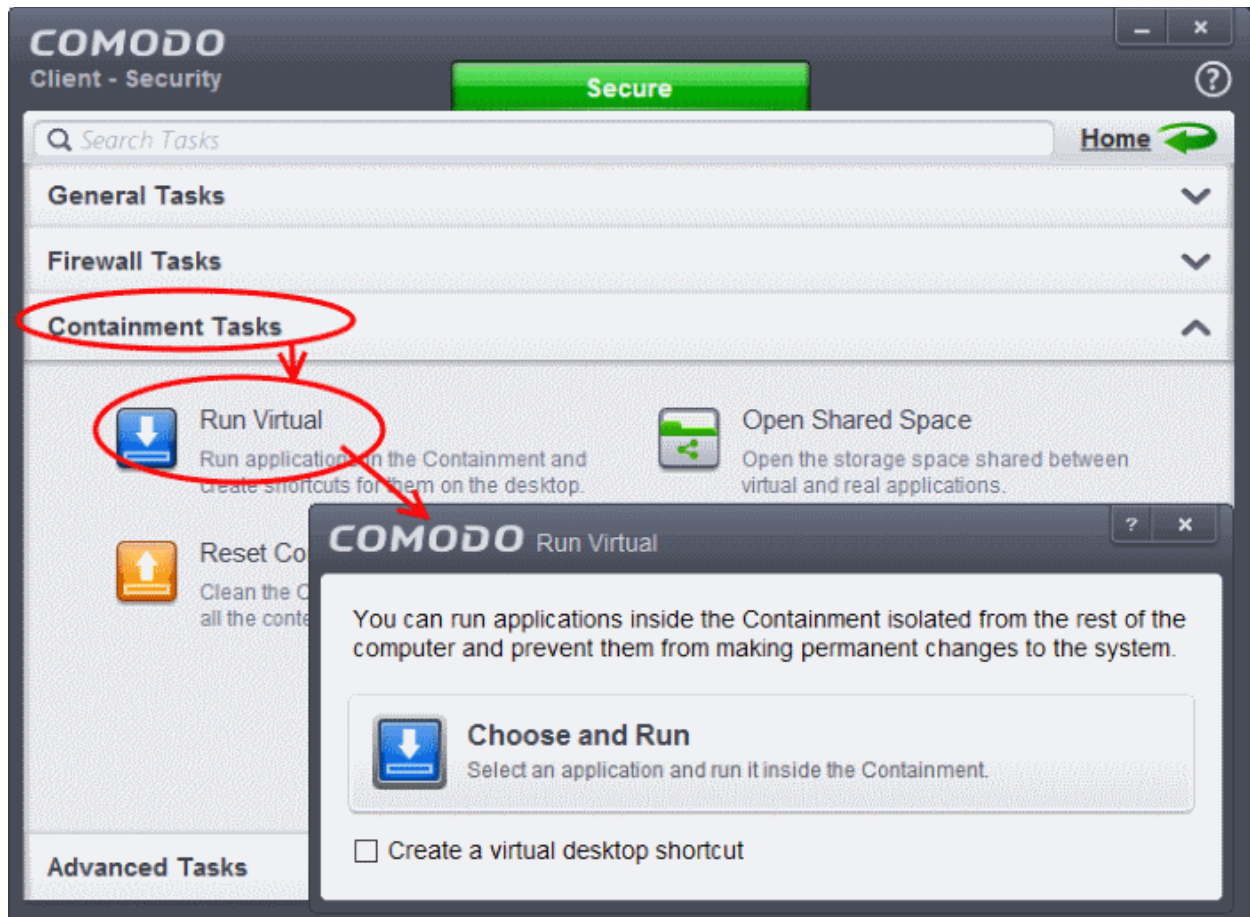 COMODO
Client - Security
Secure
?
Search Tasks
Home
General Tasks
Firewall Tasks
Containment Tasks
Run Virtual
Run applications in the Containment and
create shortcuts for them on the desktop.
Open Shared Space
Open the storage space shared between
virtual and real applications.
Reset Co
Clean the C
all the conte
COMODO Run Virtual
?
You can run applications inside the Containment isolated from the rest of the
computer and prevent them from making permanent changes to the system.
Choose and Run
Select an application and run it inside the Containment.
Create a virtual desktop shortcut
Advanced Tasks